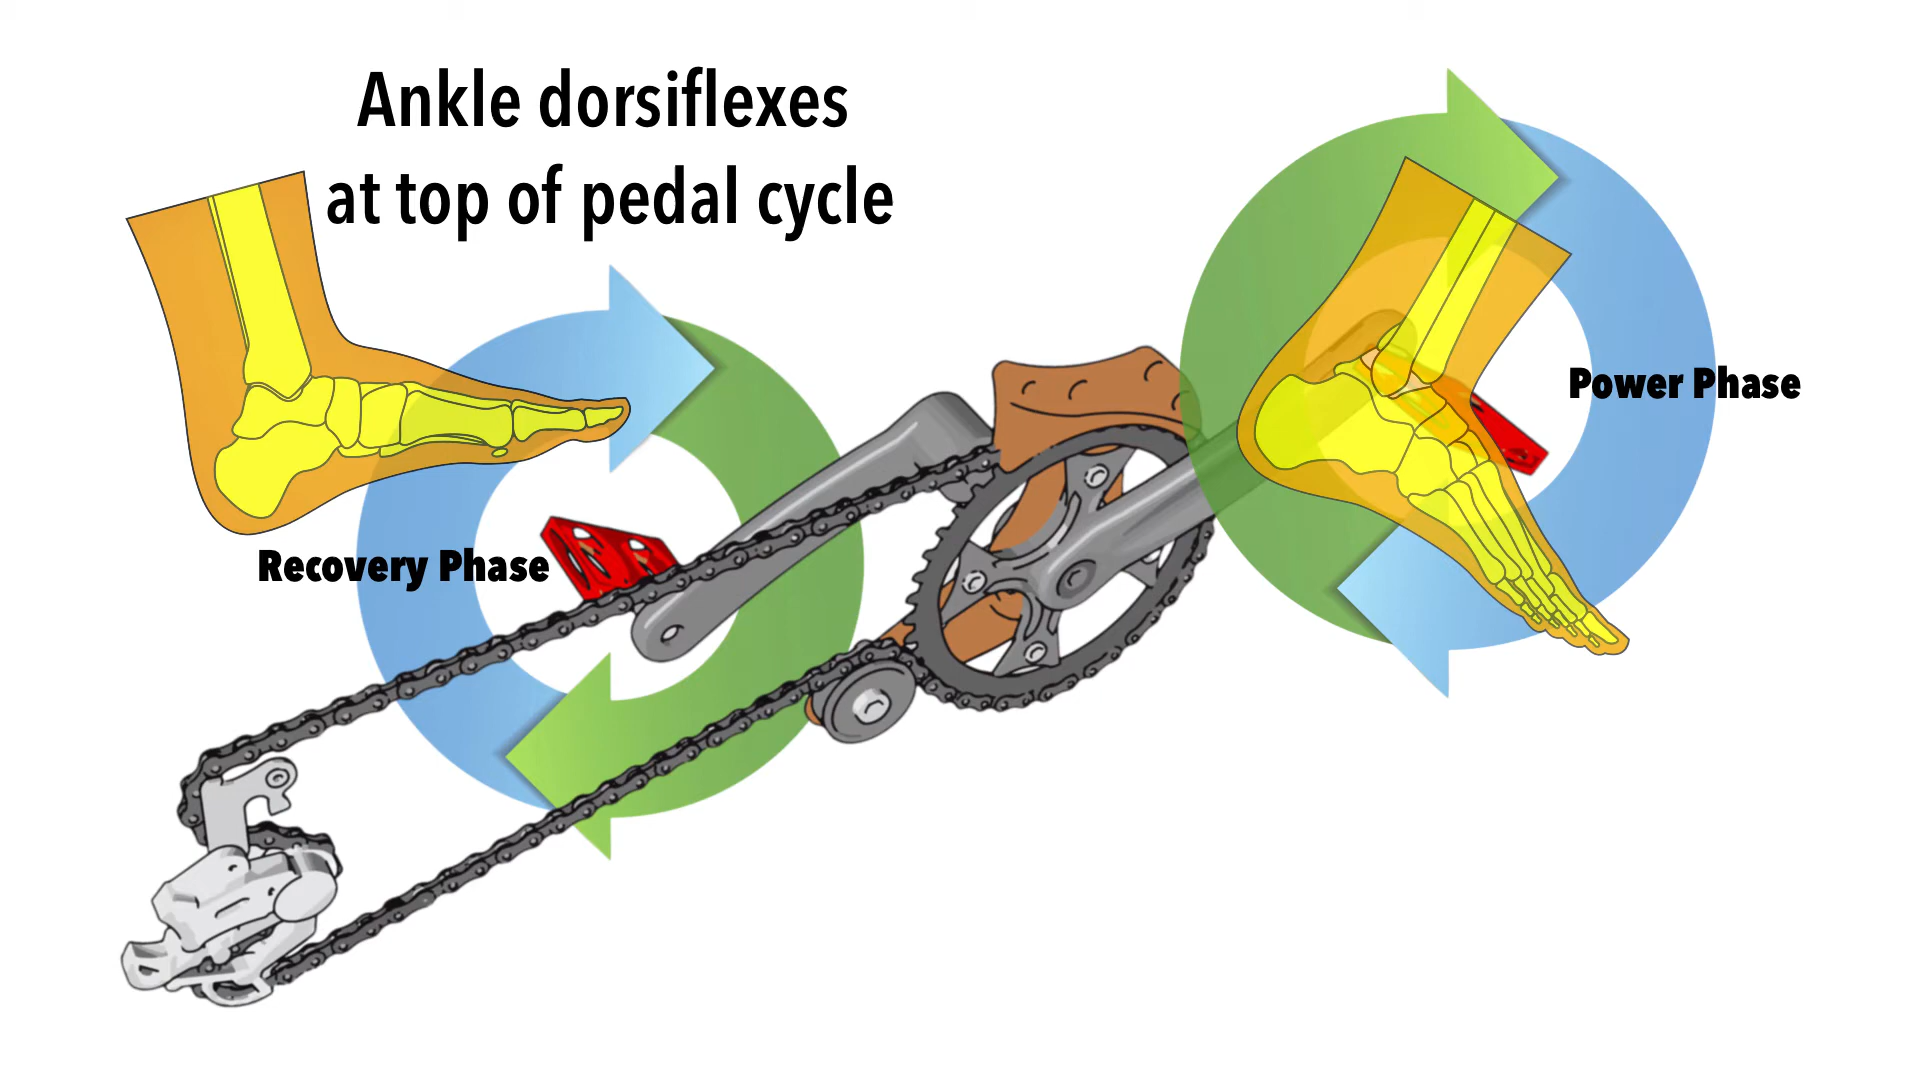 Ankle dorsiflexes
at top of pedal cycle
Power Phase
Recovery Phase